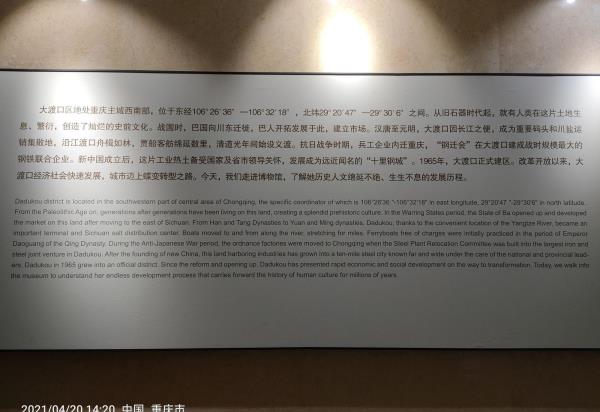 大渡口区地处重庆主城西南部，位于东经106°26′36″—106°32′18″，北纬29°20′47″—29°30′6″之间。从旧石器时代起，就有人类在这片土地生
息、繁衍，创造了灿烂的史前文化。战国时，巴国向川东迁徙，巴人开拓发展于此，建立市场。汉唐至元明，大渡口因长江之便，成为重要码头和川盐运
销集散地，沿江渡口舟楫如林，贾船客舫绵延数里，清道光年间始设义渡。抗日战争时期，兵工企业内迁重庆，“钢迁会”在大渡口建成战时规模最大的
钢铁联合企业。新中国成立后，这片工业热土备受国家及省市领导关怀，发展成为远近闻名的“十里钢城”。1965年，大渡口正式建区。改革开放以来，大
渡口经济社会快速发展，城市迈上蝶变转型之路。今天，我们走进博物馆，了解她历史人文绵延不绝、生生不息的发展历程。
Dadukou district is located in the southwestern part of central area of Chongqing, the specific coordinator of which is 106°26'36 "-106°32'18" in east longitude, 29°20'47 "-29°30'6" in north latitude.
From the Paleolithic Age on, generations after generations have been living on this land, creating a splendid prehistoric culture. In the Warring States period, the State of Ba opened up and developed
the market on this land after moving to the east of Sichuan. From Han and Tang Dynasties to Yuan and Ming dynasties, Dadukou, thanks to the convenient location of the Yangtze River, became an
important terminal and Sichuan salt distribution center. Boats moved to and from along the river, stretching for miles. Ferryboats free of charges were initially practiced in the period of Emperor
Daoguang of the Qing Dynasty. During the Anti-Japanese War period, the ordnance factories were moved to Chongqing when the Steel Plant Relocation Committee was built into the largest iron and
steel joint venture in Dadukou. After the founding of new China, this land harboring industries has grown into a ten-mile steel city known far and wide under the care of the national and provincial lead-
ers. Dadukou in 1965 grew into an official district. Since the reform and opening up, Dadukou has presented rapid economic and social development on the way to transformation. Today, we walk into
the museum to understand her endless development process that carries forward the history of human culture for millions of years.
2021/04/20 14:20 中国 重庆市